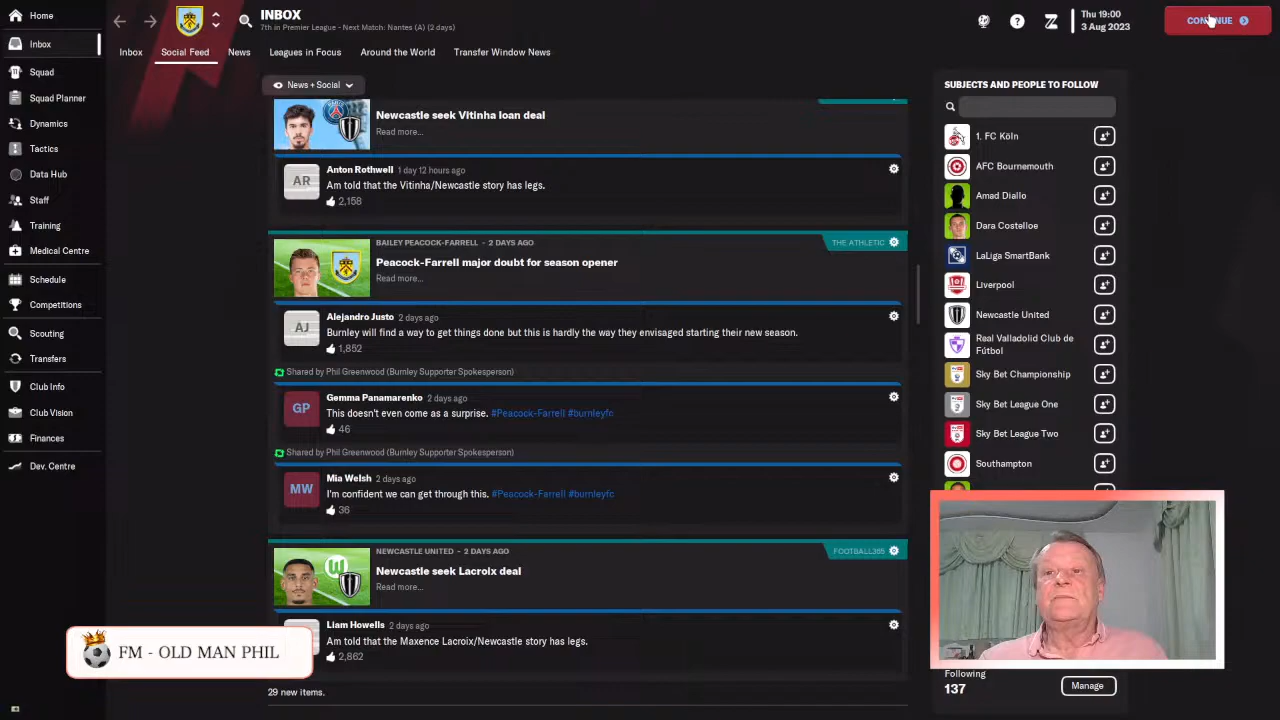 Home
INBOX
7th in Premier League - Next Match: Nantes (A) (2 days)
Thu 19:00
3 Aug 2023
CONTINUE
Inbox
Squad
Squad Planner
Dynamics
Tactics
Data Hub
Staff
Training
Medical Centre
Schedule
Competitions
Scouting
Transfers
Club Info
Club Vision
Finances
Dev. Centre
Inbox
Social Feed
News
Leagues in Focus
Around the World
Transfer Window News
News + Social
Newcastle seek Vitinha loan deal
Read more...
AR
Anton Rothwell 1 day 12 hours ago
Am told that the Vitinha/Newcastle story has legs.
2,158
BAILEY PEACOCK-FARRELL - 2 DAYS AGO
THE ATHLETIC
Peacock-Farrell major doubt for season opener
Read more...
AJ
Alejandro Justo 2 days ago
Burnley will find a way to get things done but this is hardly the way they envisaged starting their new season.
1,852
Shared by Phil Greenwood (Burnley Supporter Spokesperson)
GP
Gemma Panamarenko 2 days ago
This doesn't even come as a surprise. #Peacock-Farrell #burnleyfc
46
Shared by Phil Greenwood (Burnley Supporter Spokesperson)
MW
Mia Welsh 2 days ago
I'm confident we can get through this. #Peacock-Farrell #burnleyfc
36
NEWCASTLE UNITED - 2 DAYS AGO
FOOTBALL365
Newcastle seek Lacroix deal
Read more...
Liam Howells 2 days ago
Am told that the Maxence Lacroix/Newcastle story has legs.
2,862
29 new items.
SUBJECTS AND PEOPLE TO FOLLOW
1. FC Köln
AFC Bournemouth
Amad Diallo
Dara Costelloe
LaLiga SmartBank
Liverpool
Newcastle United
Real Valladolid Club de
Fútbol
Sky Bet Championship
Sky Bet League One
Sky Bet League Two
Southampton
Following
137
Manage
FM - OLD MAN PHIL